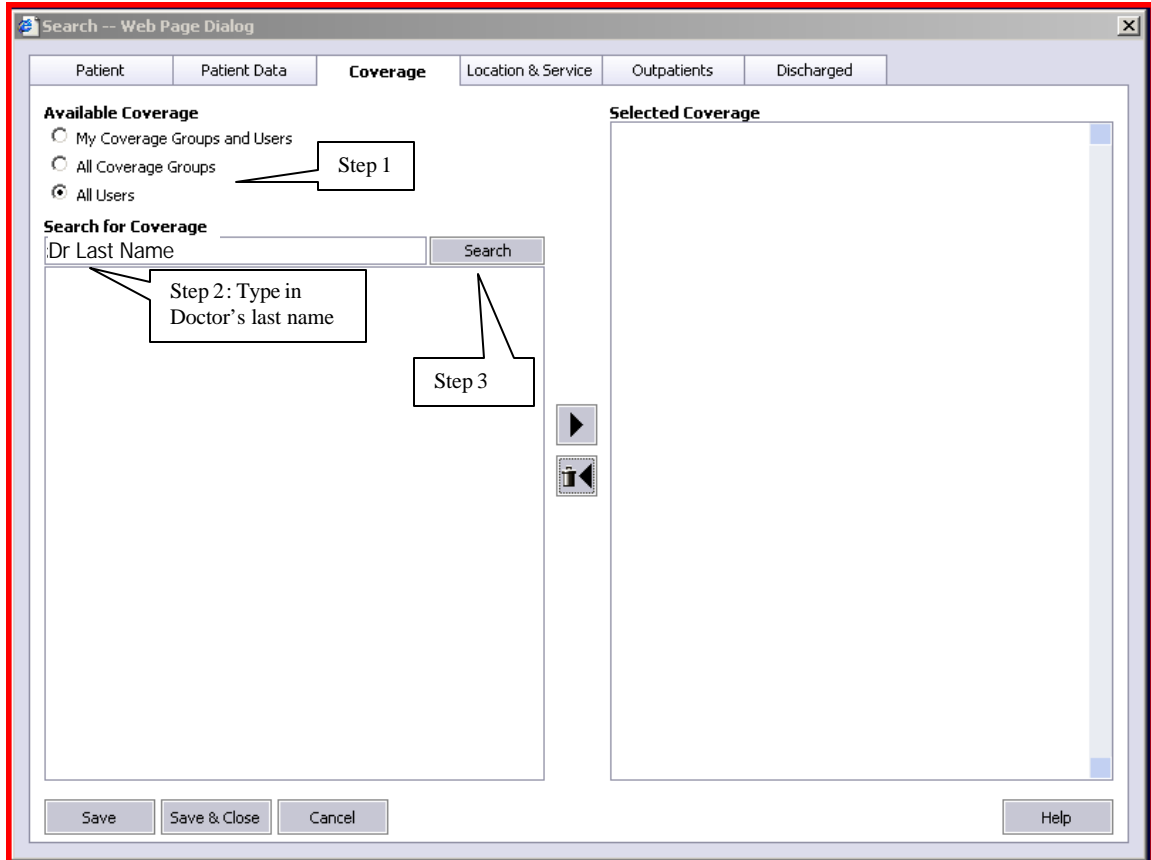 Search -- Web Page Dialog
Patient
Patient Data
Coverage
Location & Service
Outpatients
Discharged
Available Coverage
My Coverage Groups and Users
All Coverage Groups
All Users
Step 1
Search for Coverage
Dr Last Name
Search
Step 2: Type in
Doctor’s last name
Step 3
Selected Coverage
Save
Save & Close
Cancel
Help